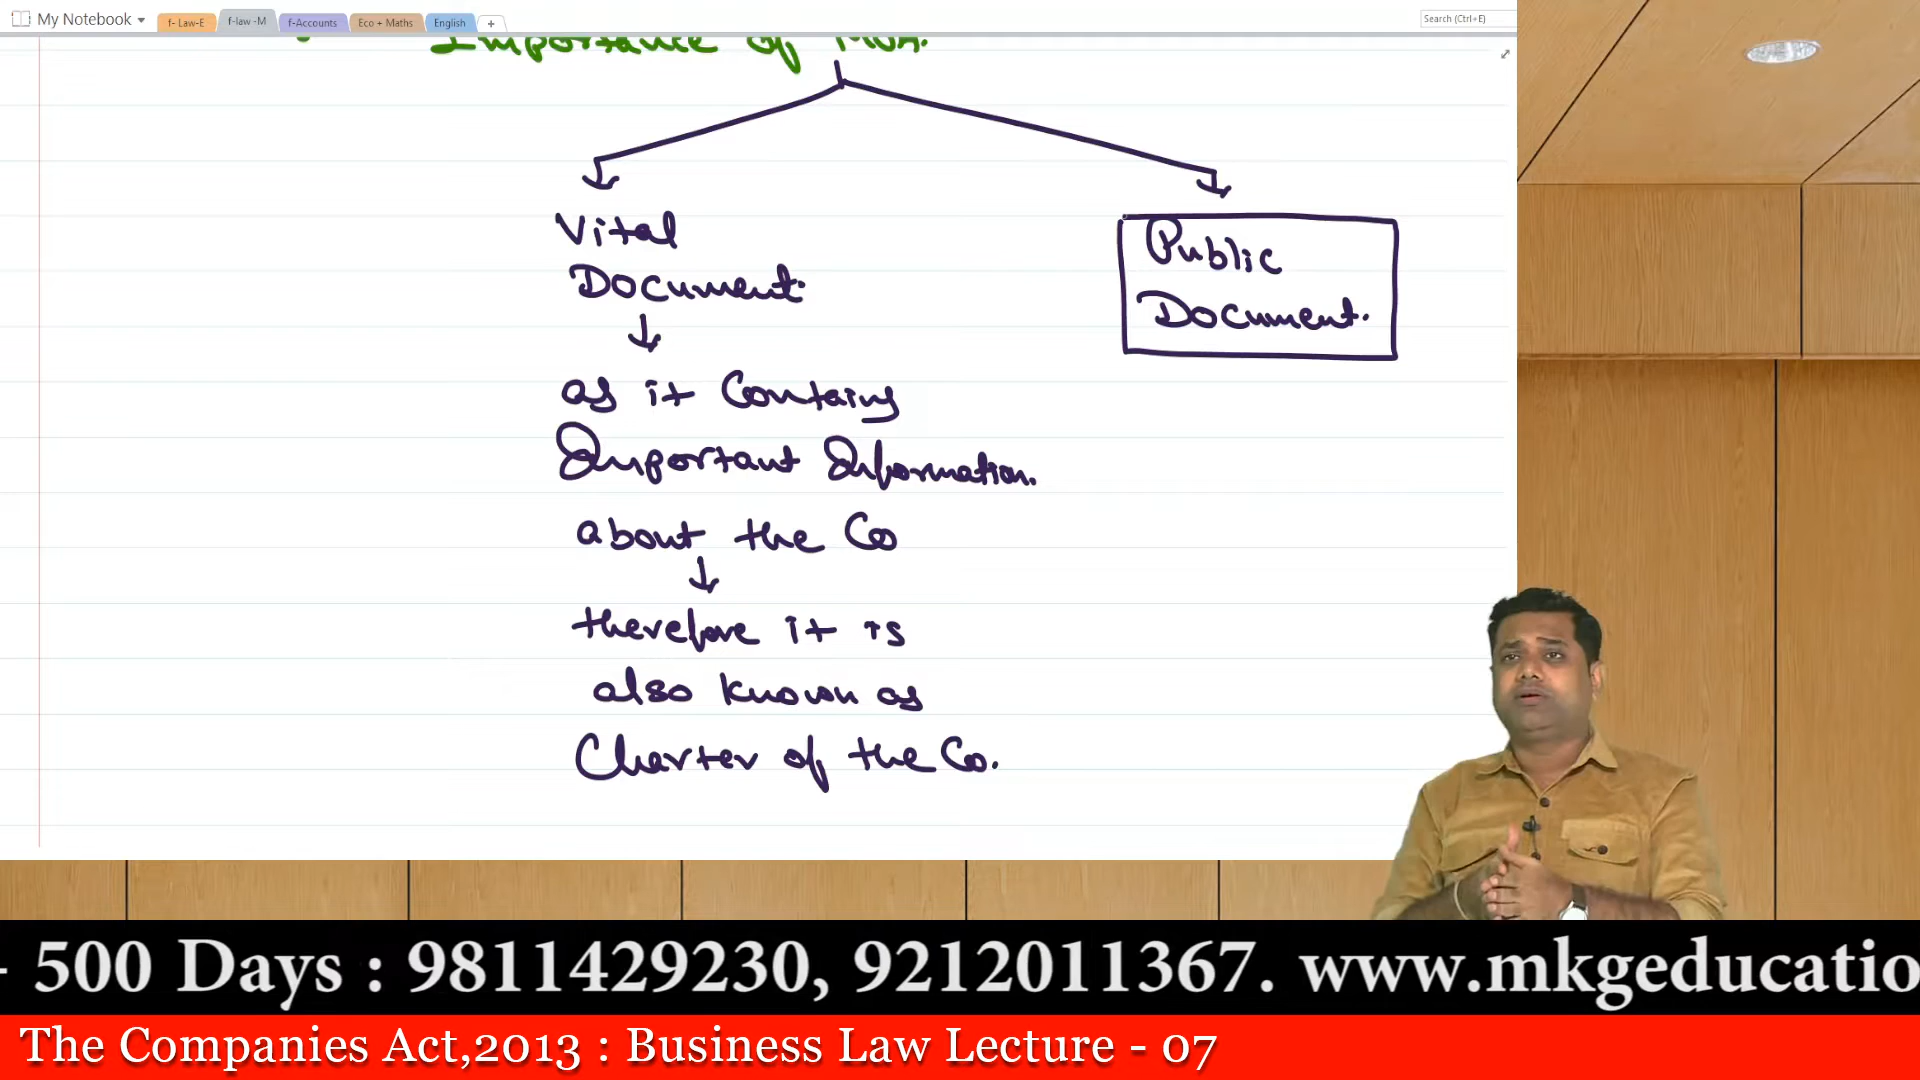 My Notebook
f- Law-E
f-law -M
f-Accounts
Eco + Maths
English
+
Search (Ctrl+E)
Importance of MOA.
Vital
Document.
as it Contains
Important Information.
about the Co
therefore it is
also known as
Charter of the Co.
Public
Document.
- 500 Days : 9811429230, 9212011367. www.mkgeducatio
The Companies Act,2013 : Business Law Lecture - 07